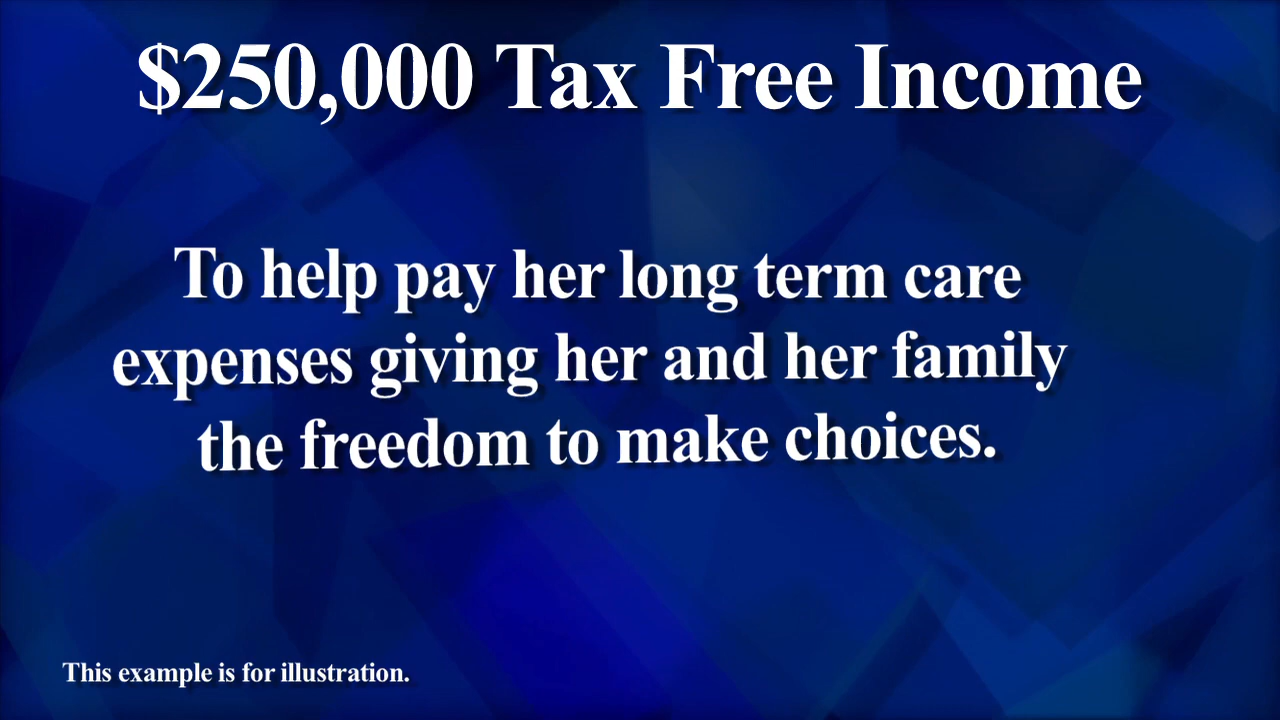 $250,000 Tax Free Income
To help pay her long term care
expenses giving her and her family
the freedom to make choices.
This example is for illustration.